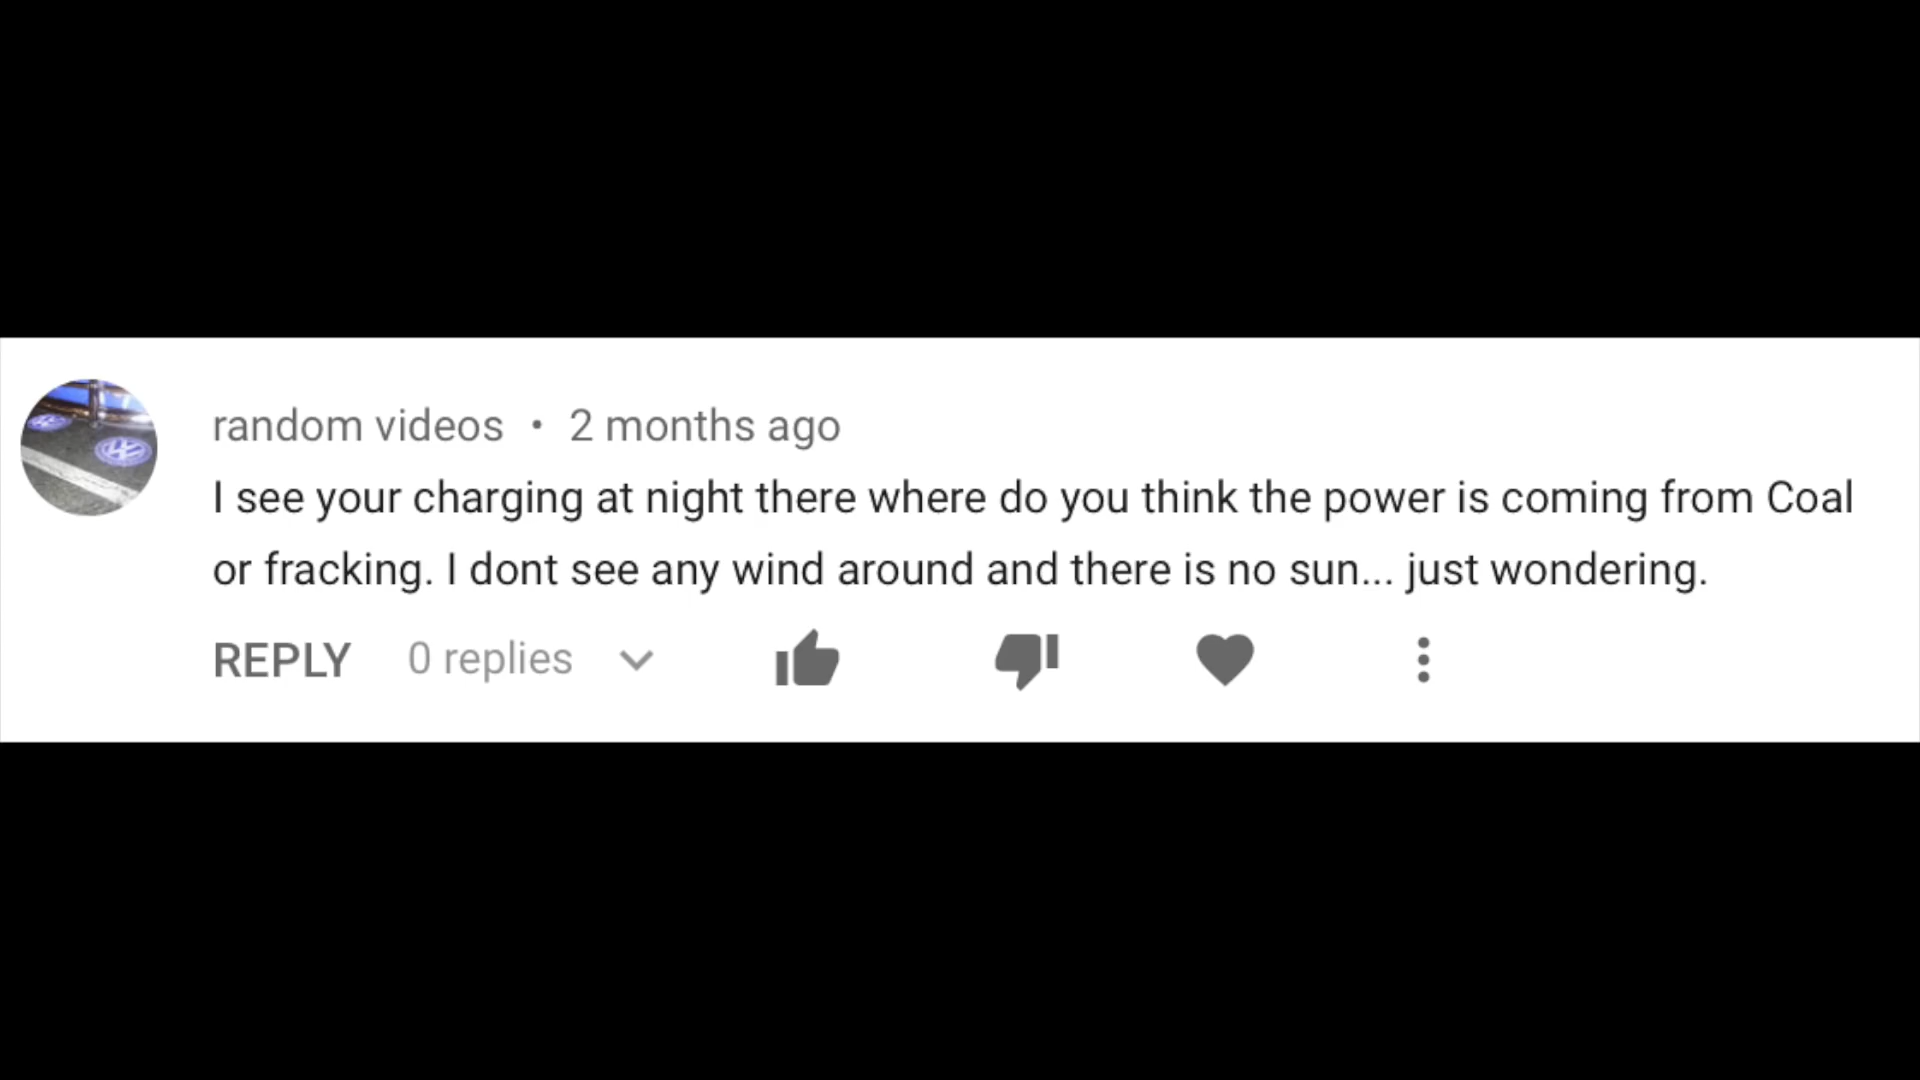 random videos • 2 months ago
I see your charging at night there where do you think the power is coming from Coal
or fracking. I dont see any wind around and there is no sun... just wondering.
REPLY 0 replies